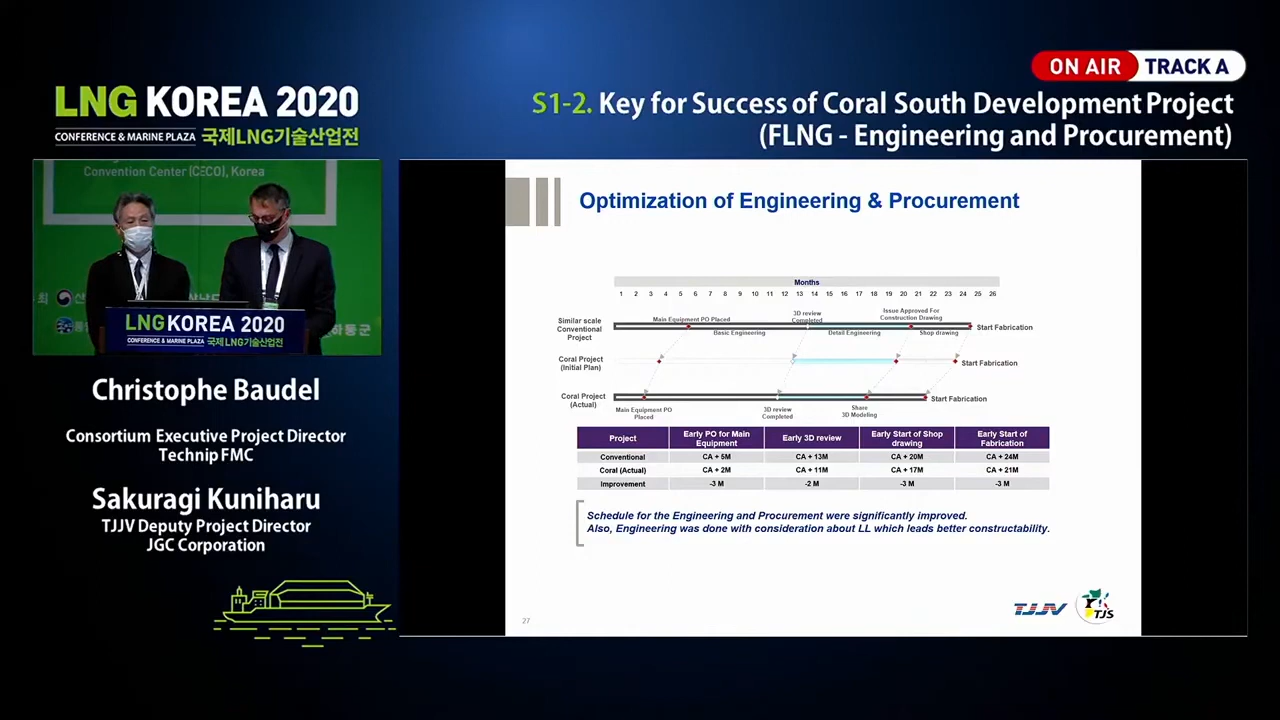 ON AIR TRACK A
LNG KOREA 2020
CONFERENCE & MARINE PLAZA 국제LNG기술산업전
S1-2. Key for Success of Coral South Development Project
(FLNG - Engineering and Procurement)
Convention Center (CECO), Korea
LNG KOREA 2020
CONFERENCE & MARINE PLAZA 국제LNG기술산업전
Christophe Baudel
Consortium Executive Project Director
Technip FMC
Sakuragi Kuniharu
TJJV Deputy Project Director
JGC Corporation
Optimization of Engineering & Procurement
Months
1 2 3 4 5 6 7 8 9 10 11 12 13 14 15 16 17 18 19 20 21 22 23 24 25 26
Similar scale
Conventional
Project
Main Equipment PO Placed
Basic Engineering
3D review
Completed
Detail Engineering
Issue Approved For
Construction Drawing
Shop drawing
Start Fabrication
Coral Project
(Initial Plan)
Start Fabrication
Coral Project
(Actual)
Start Fabrication
Main Equipment PO
Placed
3D review
Completed
Share
3D Modeling
Project Early PO for Main Equipment Early 3D review Early Start of Shop drawing Early Start of Fabrication
Conventional CA + 5M CA + 13M CA + 20M CA + 24M
Coral (Actual) CA + 2M CA + 11M CA + 17M CA + 21M
Improvement -3 M -2 M -3 M -3 M
Schedule for the Engineering and Procurement were significantly improved.
Also, Engineering was done with consideration about LL which leads better constructability.
27
TJJV
TJS